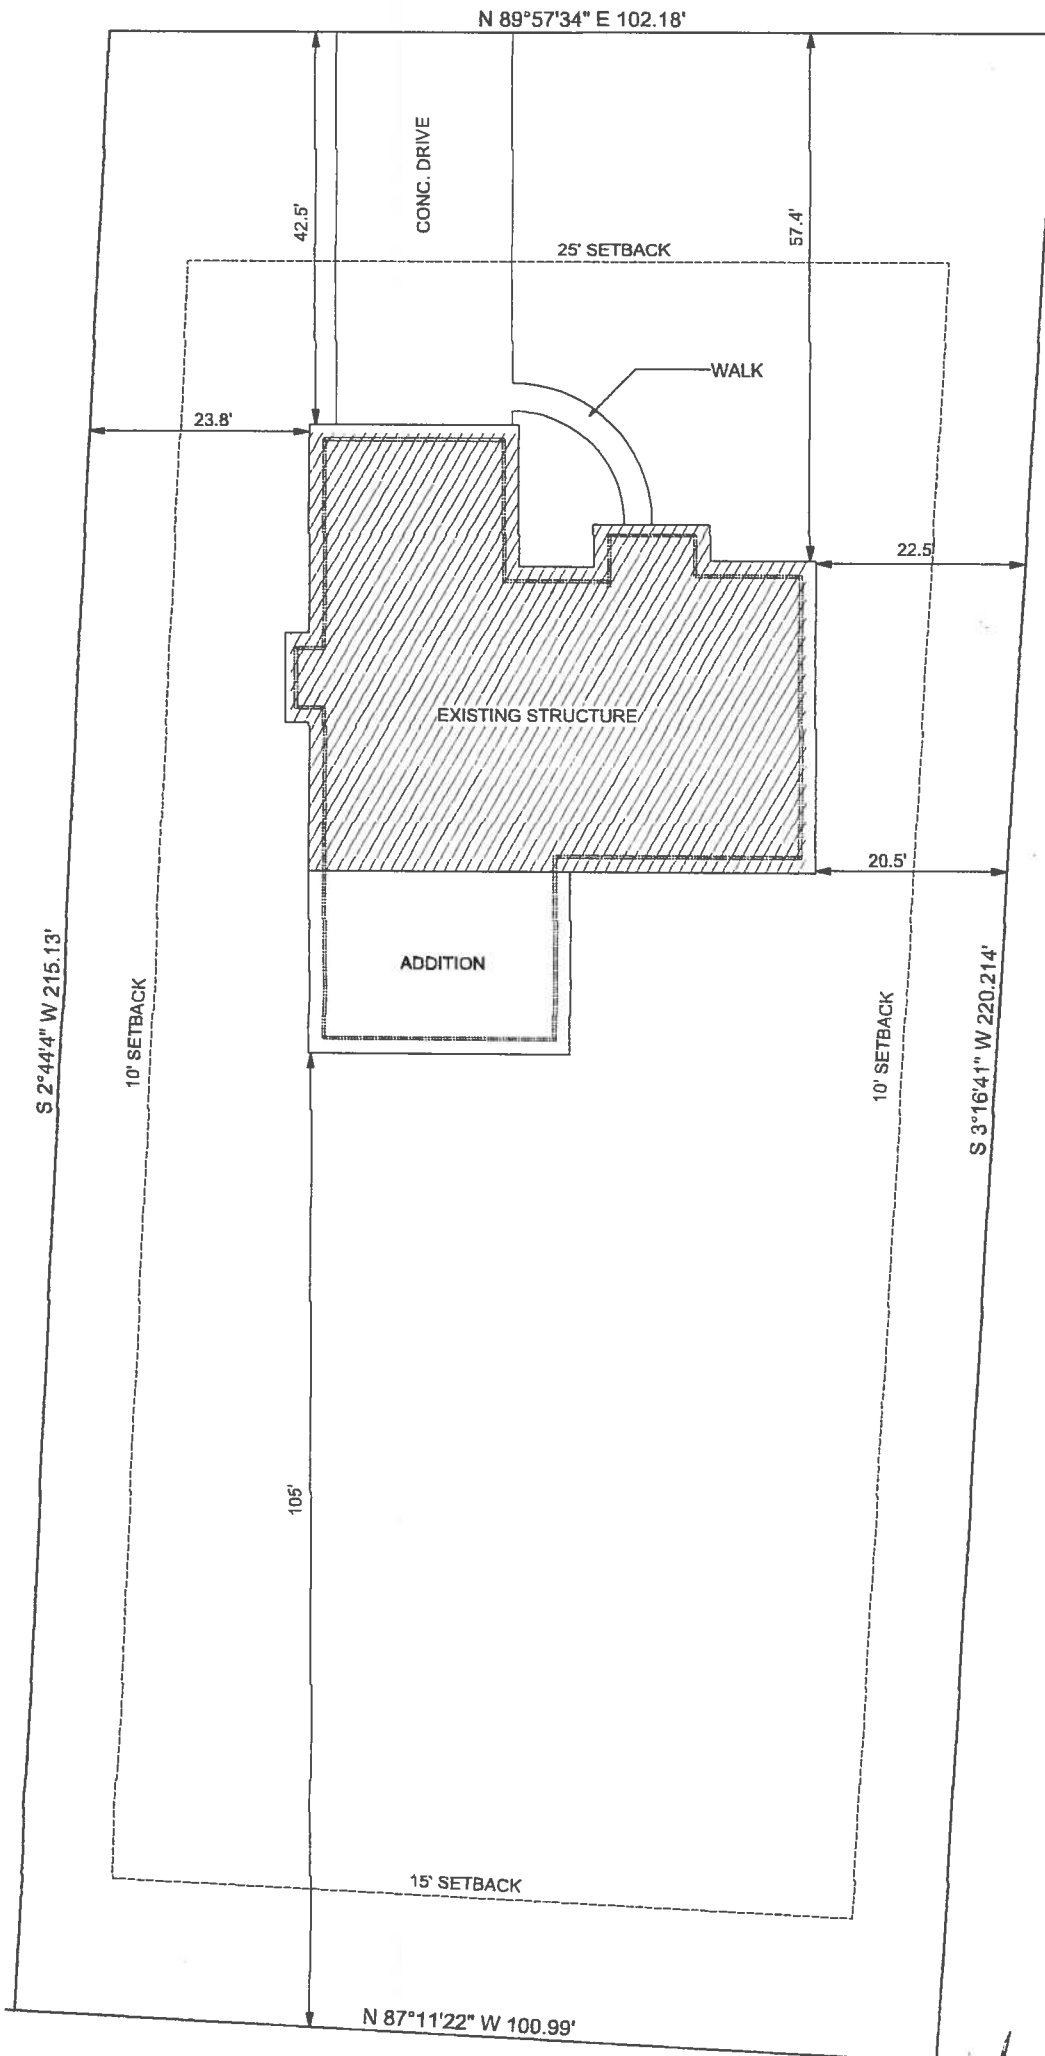 N 89°57'34" E 102.18'
CONC. DRIVE
42.5'
57.4'
25' SETBACK
WALK
23.8'
22.5'
EXISTING STRUCTURE
20.5'
ADDITION
S 2°44'4" W 215.13'
10' SETBACK
10' SETBACK
S 3°16'41" W 220.214'
105'
15' SETBACK
N 87°11'22" W 100.99'